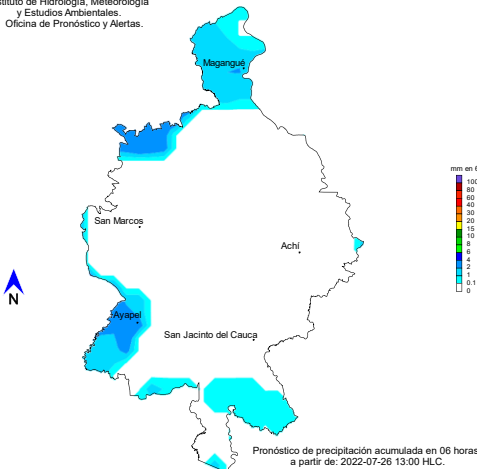 stituto de Hidrología, Meteorología
y Estudios Ambientales.
Oficina de Pronóstico y Alertas.
Magangué
mm en 6
100
80
60
40
30
20
15
10
8
6
4
2
1
0.1
0
San Marcos
Achí
N
Ayapel
San Jacinto del Cauca
Pronóstico de precipitación acumulada en 06 horas
a partir de: 2022-07-26 13:00 HLC.